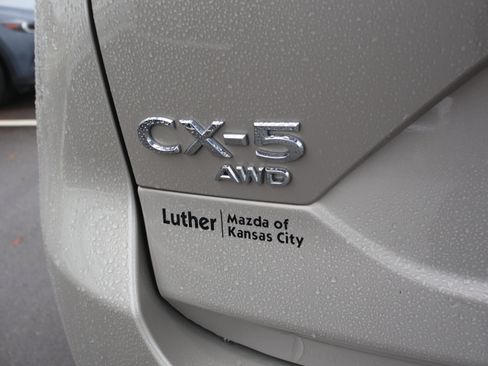 CX-5
AWD
Luther | Mazda of
Kansas City